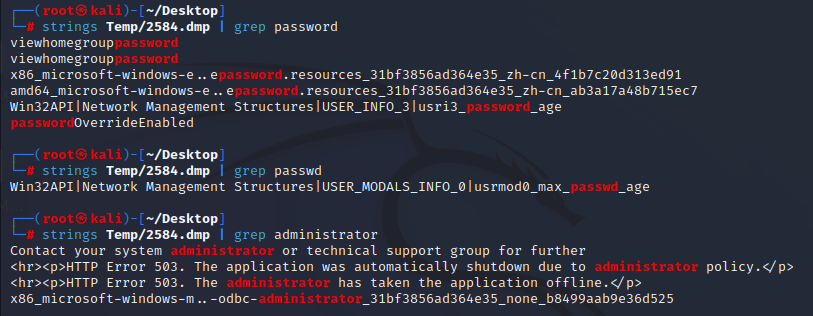 ┌──(root㉿kali)-[~/Desktop]
└─# strings Temp/2584.dmp | grep password
viewhomegrouppassword
viewhomegrouppassword
x86_microsoft-windows-e..epassword.resources_31bf3856ad364e35_zh-cn_4f1b7c20d313ed91
amd64_microsoft-windows-e..epassword.resources_31bf3856ad364e35_zh-cn_ab3a17a48b715ec7
Win32API|Network Management Structures|USER_INFO_3|usri3_password_age
passwordOverrideEnabled
┌──(root㉿kali)-[~/Desktop]
└─# strings Temp/2584.dmp | grep passwd
Win32API|Network Management Structures|USER_MODALS_INFO_0|usrmod0_max_passwd_age
┌──(root㉿kali)-[~/Desktop]
└─# strings Temp/2584.dmp | grep administrator
Contact your system administrator or technical support group for further
<hr><p>HTTP Error 503. The application was automatically shutdown due to administrator policy.</p>
<hr><p>HTTP Error 503. The administrator has taken the application offline.</p>
x86_microsoft-windows-m..-odbc-administrator_31bf3856ad364e35_none_b8499aab9e36d525